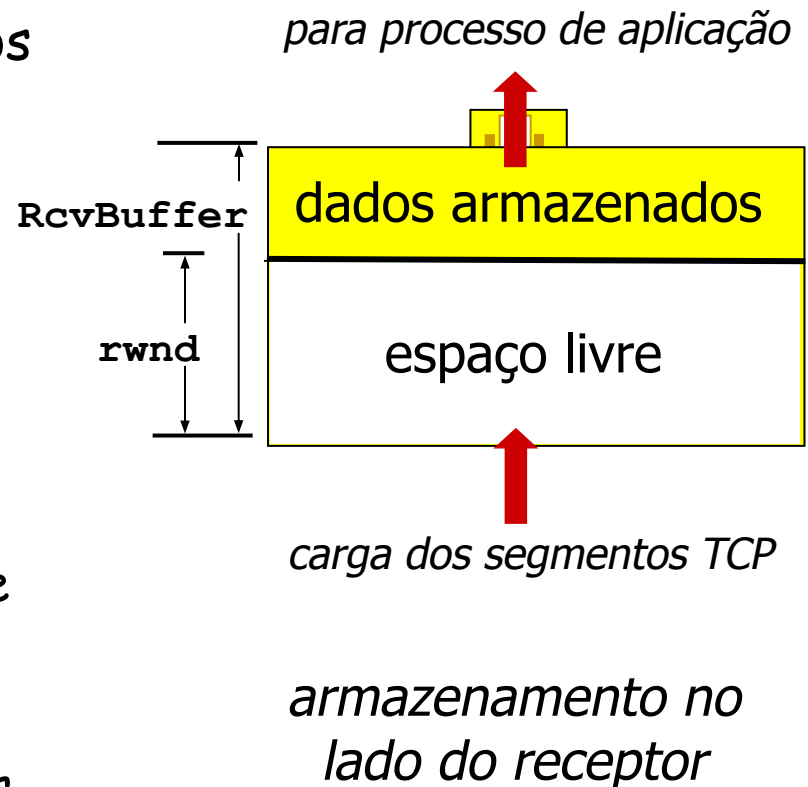 os
para processo de aplicação
RcvBuffer
dados armazenados
rwnd
espaço livre
carga dos segmentos TCP
e
armazenamento no
lado do receptor